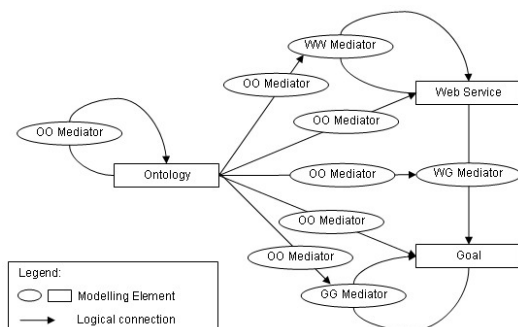 WW Mediator
OO Mediator
Web Service
OO Mediator
OO Mediator
Ontology
OO Mediator
WG Mediator
OO Mediator
OO Mediator
Goal
GG Mediator
Legend:
Modelling Element
Logical connection